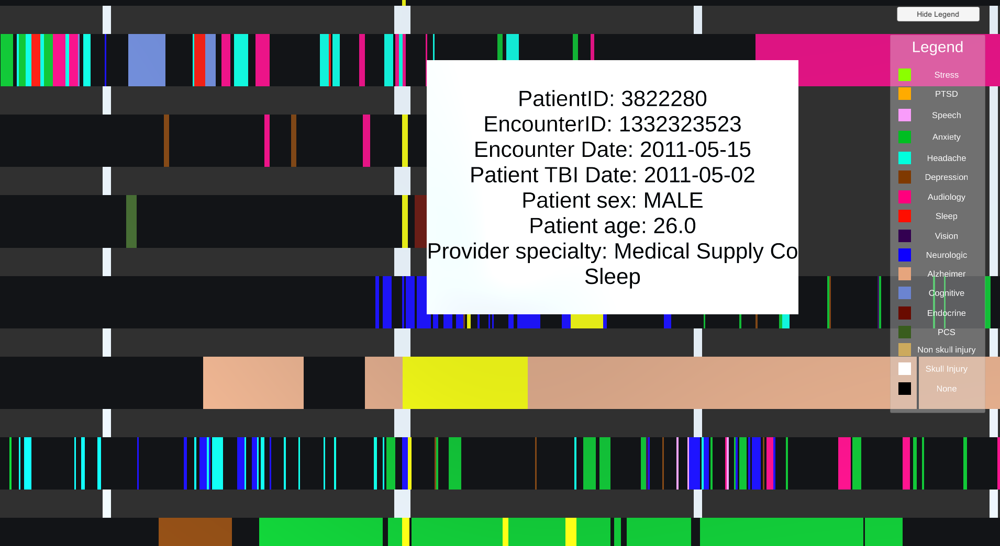 Hide Legend
Legend
Stress
PTSD
Speech
Anxiety
Headache
Depression
Audiology
Sleep
Vision
Neurologic
Alzheimer
Cognitive
Endocrine
PCS
Non skull injury
Skull Injury
None
PatientID: 3822280
EncounterID: 1332323523
Encounter Date: 2011-05-15
Patient TBI Date: 2011-05-02
Patient sex: MALE
Patient age: 26.0
Provider specialty: Medical Supply Co
Sleep